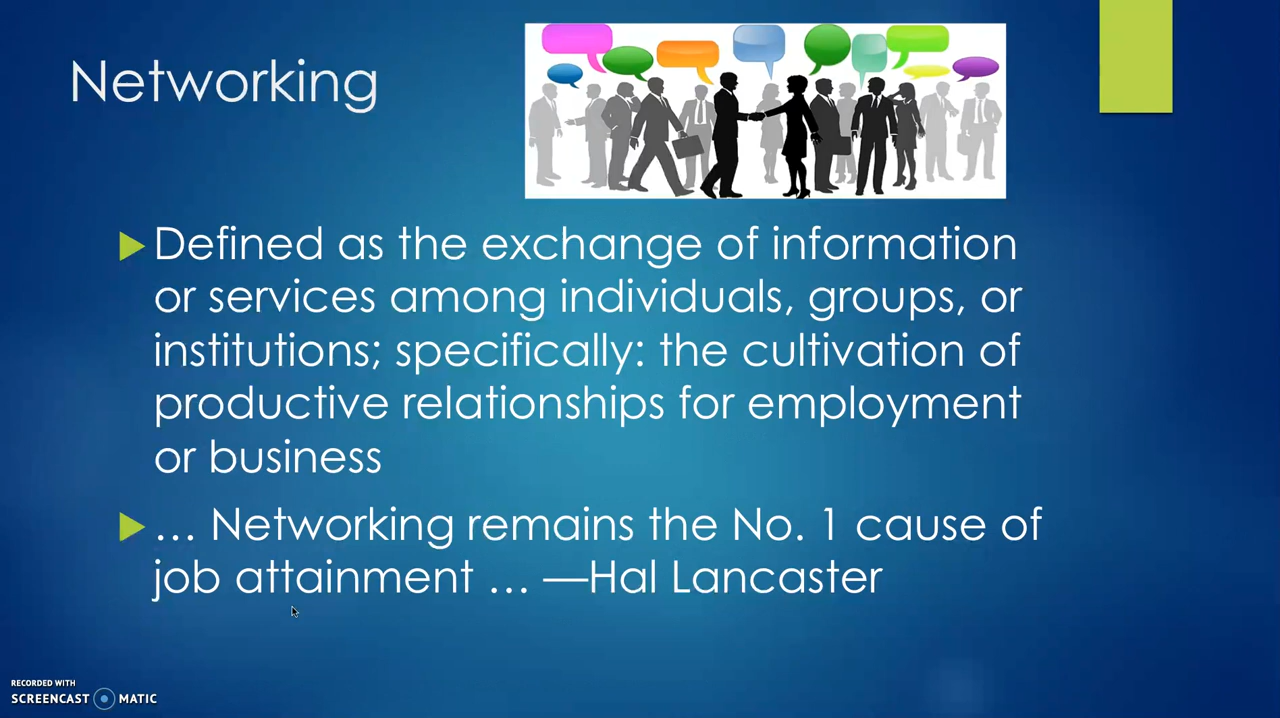 Networking
Defined as the exchange of information
or services among individuals, groups, or
institutions; specifically: the cultivation of
productive relationships for employment
or business
… Networking remains the No. 1 cause of
job attainment … —Hal Lancaster
RECORDED WITH
SCREENCAST MATIC